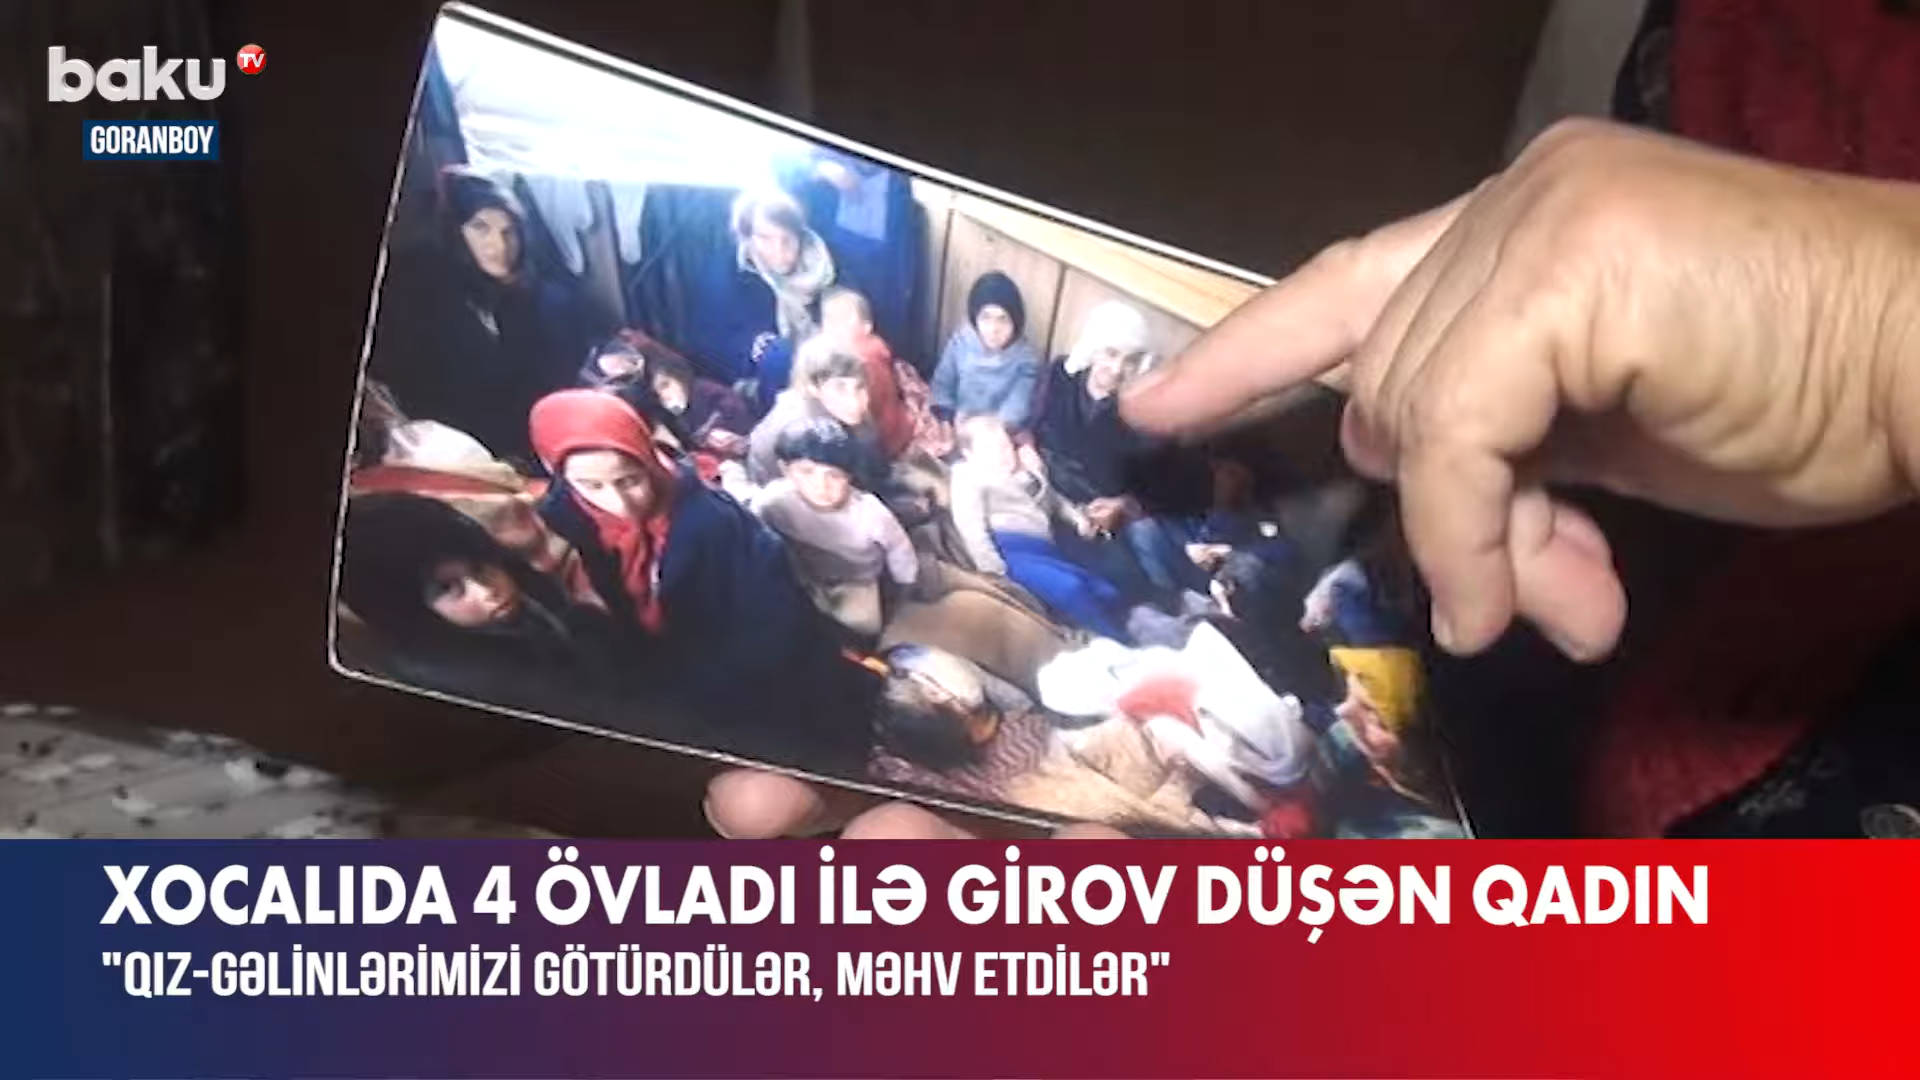 baku TV
GORANBOY
XOCALIDA 4 ÖVLADI İLƏ GİROV DÜŞƏN QADIN
"QIZ-GƏLİNLƏRİMİZİ GÖTÜRDÜLƏR, MƏHV ETDİLƏR"